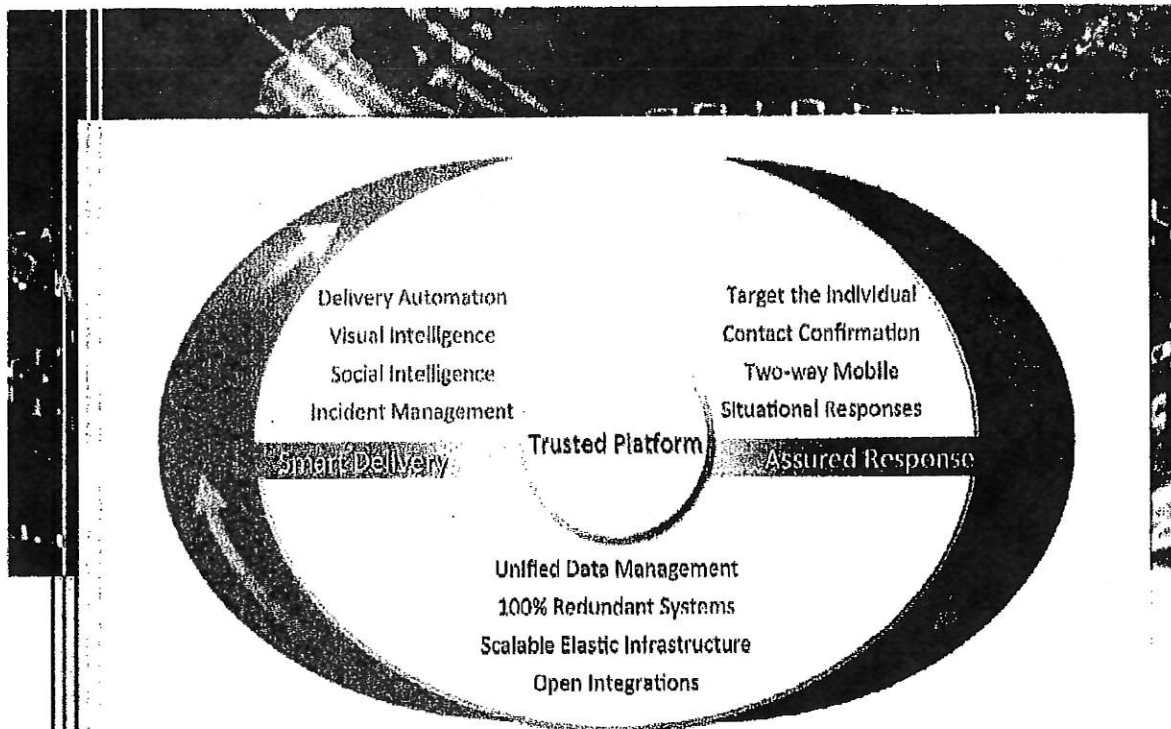 Delivery Automation
Visual Intelligence
Social Intelligence
Incident Management
Smart Delivery
Target the Individual
Contact Confirmation
Two-way Mobile
Situational Responses
Trusted Platform
Assured Response
Unified Data Management
100% Redundant Systems
Scalable Elastic Infrastructure
Open Integrations